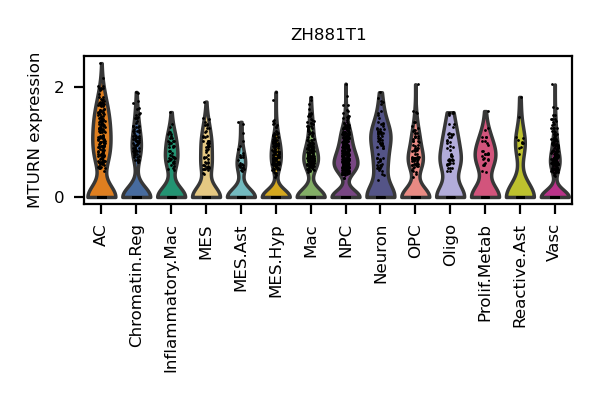 ZH881T1
MTURN expression
2
0
AC
Chromatin.Reg
Inflammatory.Mac
MES
MES.Ast
MES.Hyp
Mac
NPC
Neuron
OPC
Oligo
Prolif.Metab
Reactive.Ast
Vasc